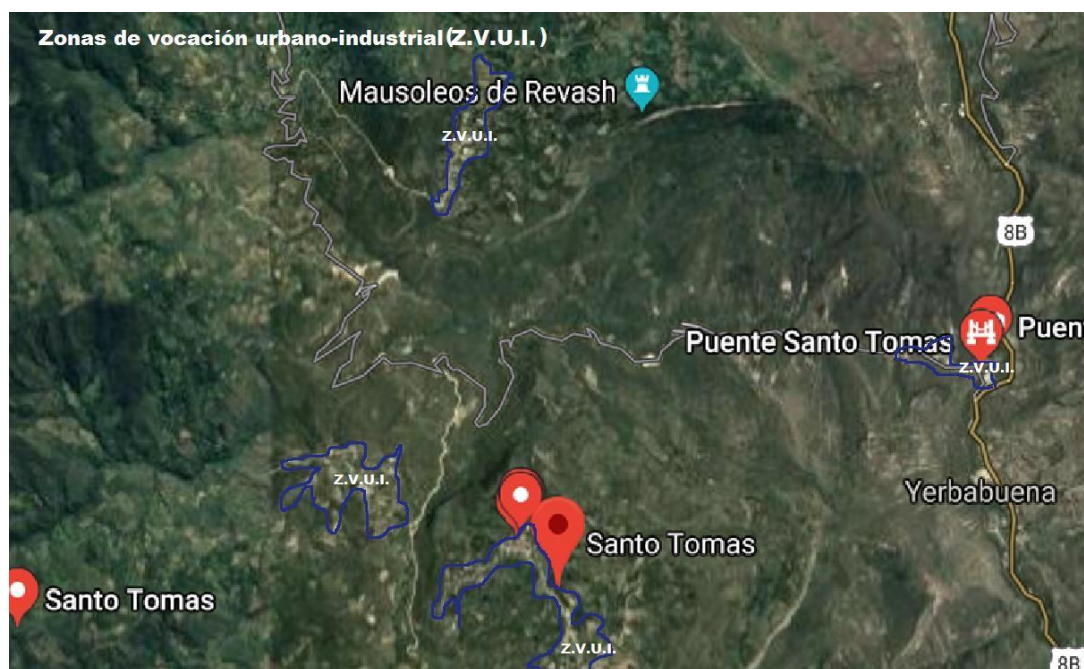 Zonas de vocación urbano-industrial(Z.V.U.I.)
Mausoleos de Revash
Z.V.U.I.
8B
Puente Santo Tomas
Puen
Z.V.U.I.
Z.V.U.I.
Yerbabuena
Santo Tomas
Santo Tomas
Z.V.U.I.
8B